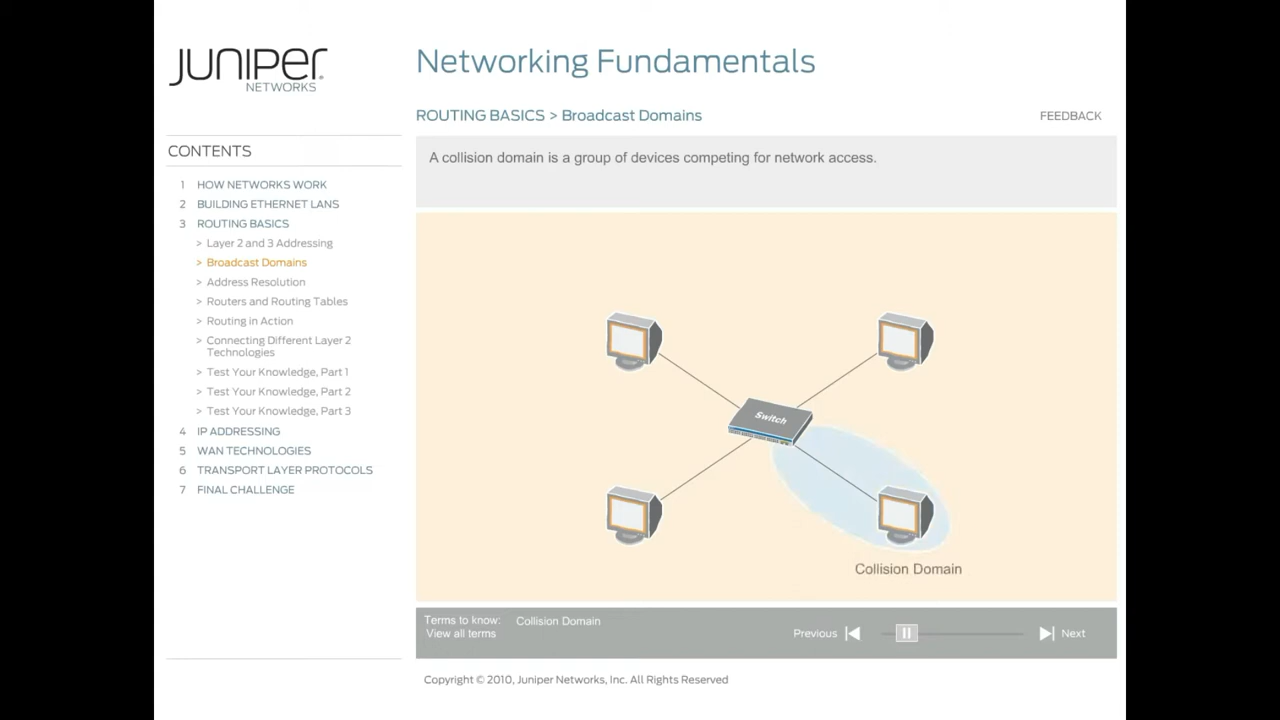 JUNIPER
NETWORKS
Networking Fundamentals
ROUTING BASICS > Broadcast Domains
FEEDBACK
CONTENTS
1 HOW NETWORKS WORK
2 BUILDING ETHERNET LANS
3 ROUTING BASICS
> Layer 2 and 3 Addressing
> Broadcast Domains
> Address Resolution
> Routers and Routing Tables
> Routing in Action
> Connecting Different Layer 2
Technologies
> Test Your Knowledge, Part 1
> Test Your Knowledge, Part 2
> Test Your Knowledge, Part 3
4 IP ADDRESSING
5 WAN TECHNOLOGIES
6 TRANSPORT LAYER PROTOCOLS
7 FINAL CHALLENGE
A collision domain is a group of devices competing for network access.
Switch
Collision Domain
Terms to know: Collision Domain
View all terms
Previous
Next
Copyright © 2010, Juniper Networks, Inc. All Rights Reserved